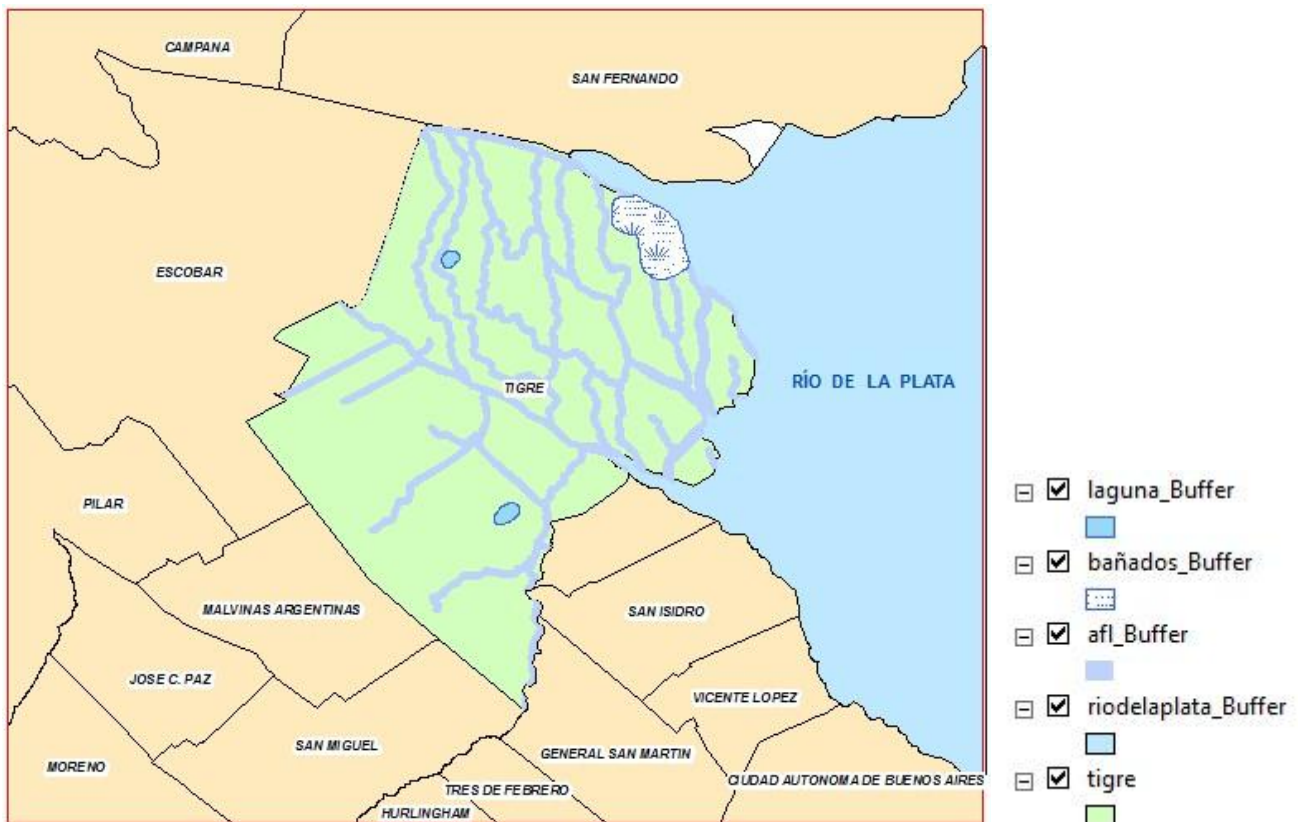 CAMPANA
SAN FERNANDO
ESCOBAR
RÍO DE LA PLATA
TIGRE
PILAR
MALVINAS ARGENTINAS
SAN ISIDRO
JOSE C. PAZ
VICENTE LOPEZ
SAN MIGUEL
GENERAL SAN MARTIN
MORENO
TRES DE FEBRERO
CIUDAD AUTONOMA DE BUENOS AIRES
HURLINGHAM
laguna_Buffer
bañados_Buffer
afl_Buffer
riodelaplata_Buffer
tigre